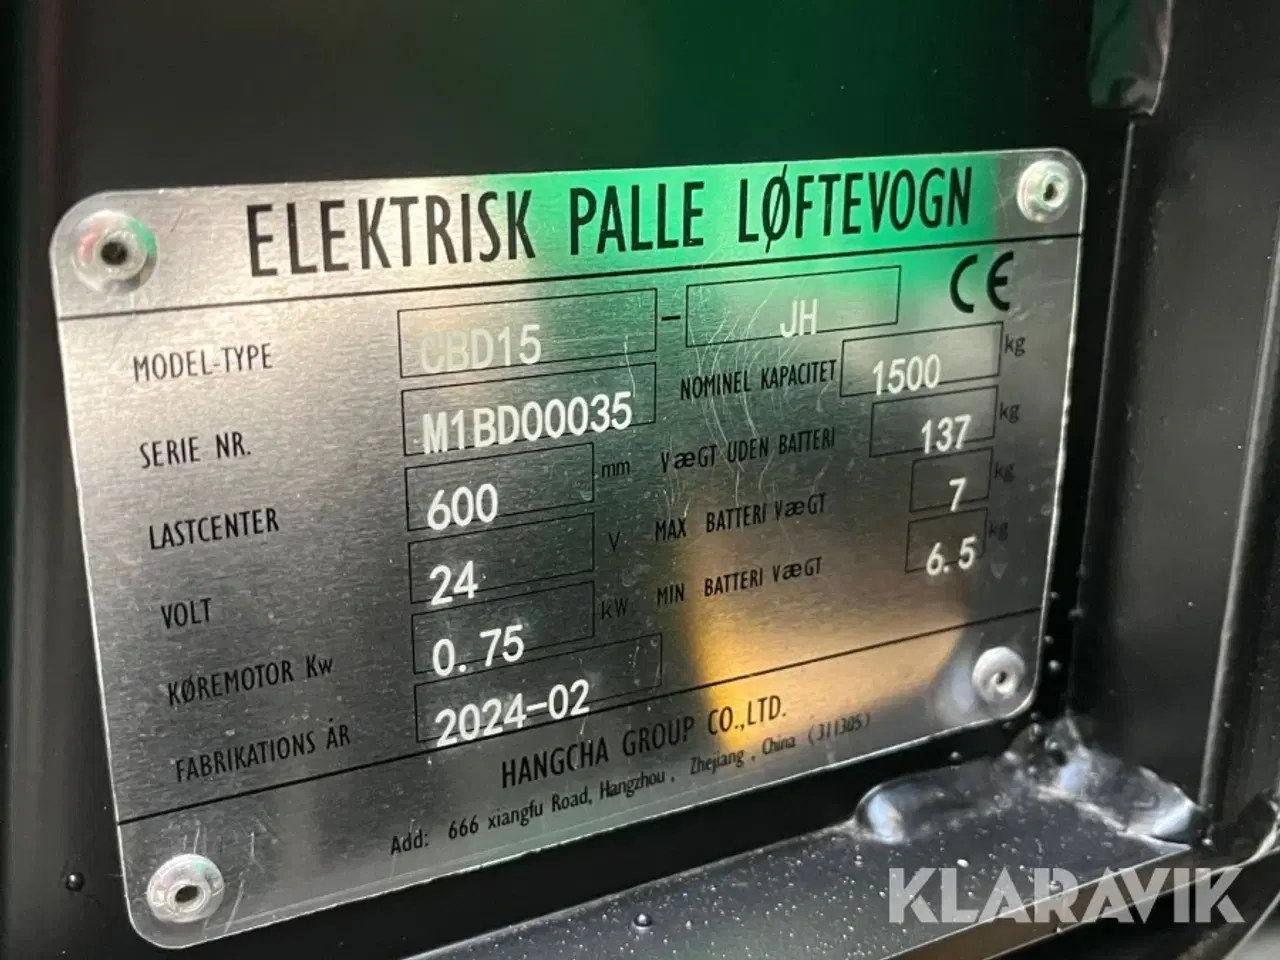 ELEKTRISK PALLE LØFTEVOGN
CE
MODEL-TYPE CBD15 - JH
SERIE NR. M1BD00035 NOMINEL KAPACITET 1500 kg
LASTCENTER 600 mm VægT UDEN BATTERI 137 kg
VOLT 24 V MAX BATTERI VægT 7 kg
KØREMOTOR Kw 0.75 kW MIN BATTERI VægT 6.5 kg
FABRIKATIONS ÅR 2024-02
HANGCHA GROUP CO.,LTD.
Add: 666 xiangfu Road, Hangzhou, Zhejiang, China (311305)
KLARAVIK